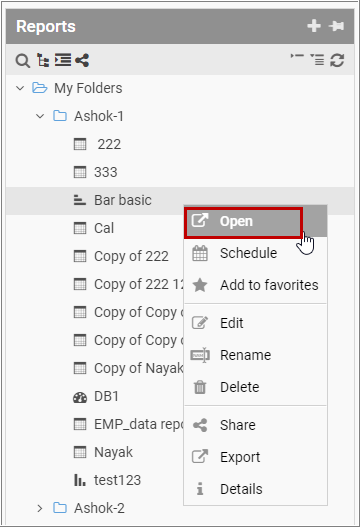 Reports
My Folders
Ashok-1
222
333
Bar basic
Cal
Copy of 222
Copy of 222 12
Copy of Copy
Copy of Copy
Copy of Nayak
DB1
EMP_data repo
Nayak
test123
Ashok-2
Open
Schedule
Add to favorites
Edit
Rename
Delete
Share
Export
Details